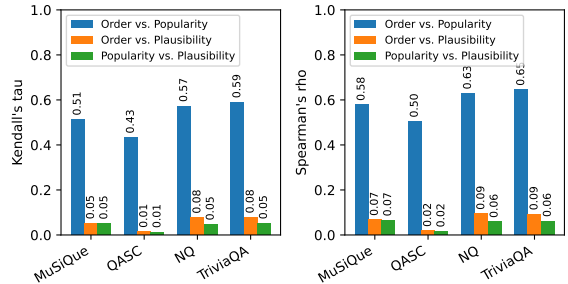 Kendall's tau
1.0
0.8
0.6
0.4
0.2
0.0
Order vs. Popularity
Order vs. Plausibility
Popularity vs. Plausibility
0.51
0.05
0.05
0.43
0.01
0.01
0.57
0.08
0.05
0.59
0.08
0.05
MuSiQue
QASC
NQ
TriviaQA
Spearman's rho
1.0
0.8
0.6
0.4
0.2
0.0
Order vs. Popularity
Order vs. Plausibility
Popularity vs. Plausibility
0.58
0.07
0.07
0.50
0.02
0.02
0.63
0.09
0.06
0.65
0.09
0.06
MuSiQue
QASC
NQ
TriviaQA